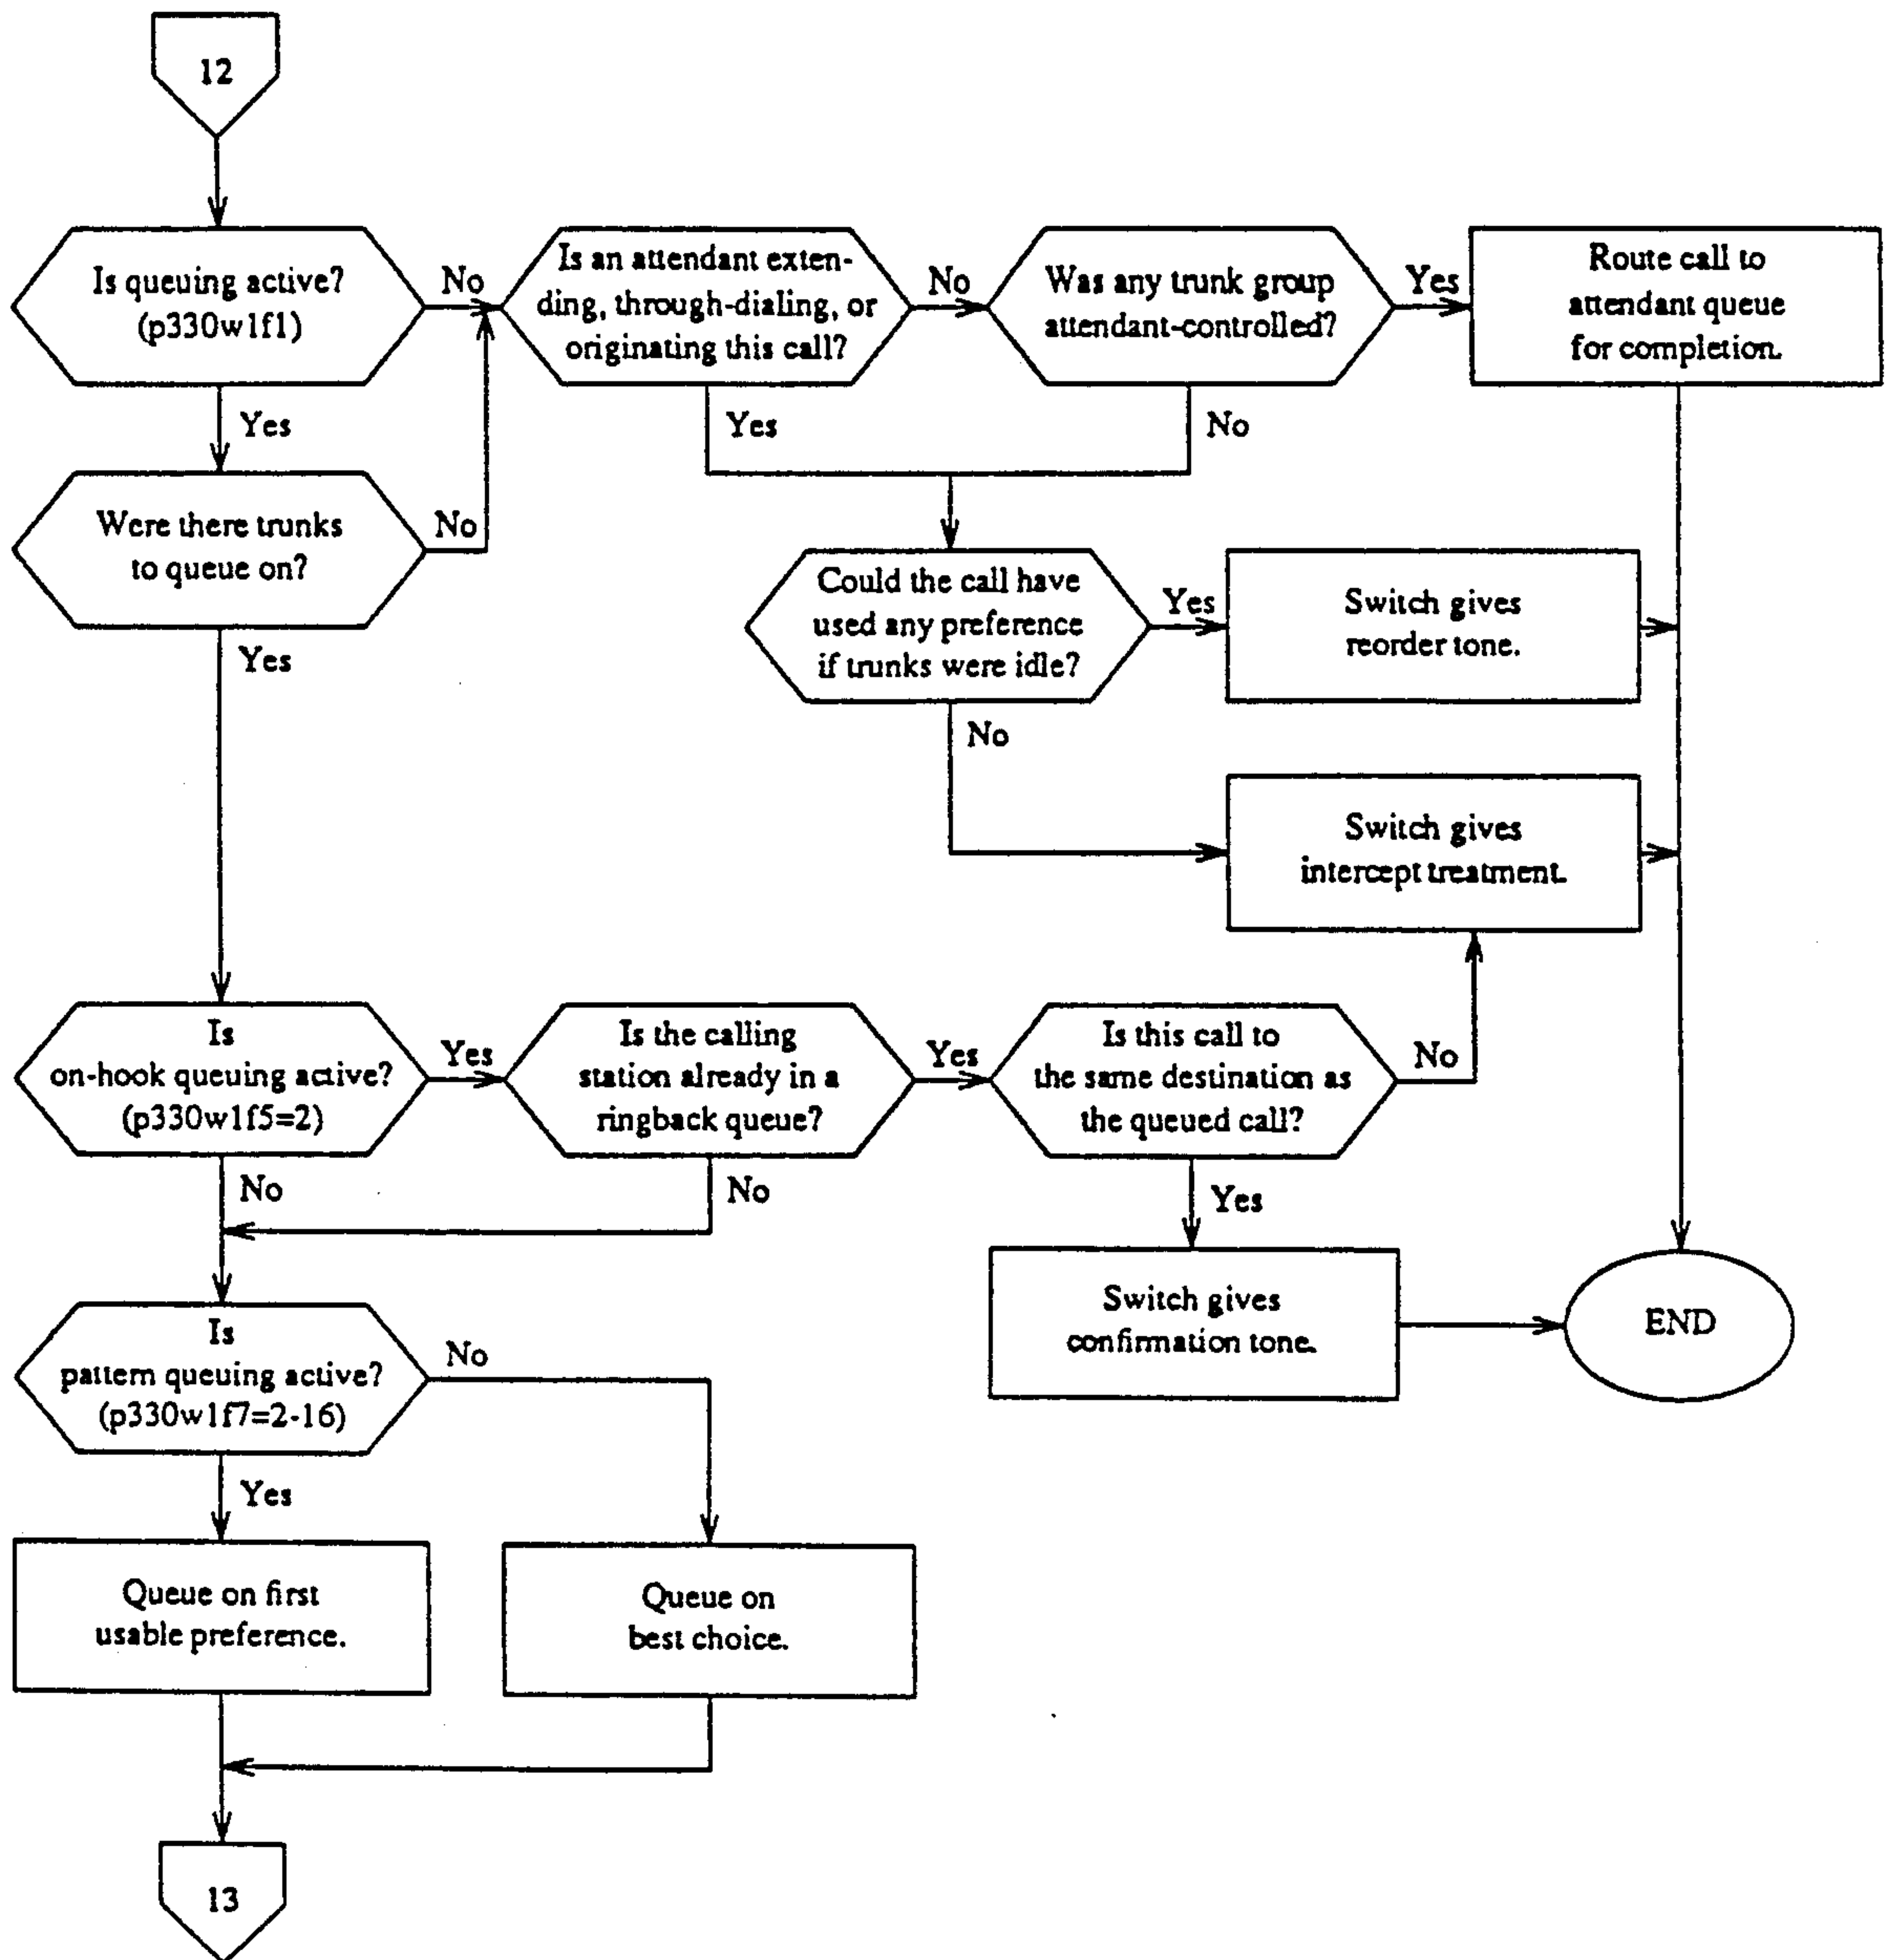 12
Is queuing active?
(p330w1f1)
No
Is an attendant exten-
ding, through-dialing, or
originating this call?
No
Was any trunk group
attendant-controlled?
Yes
Route call to
attendant queue
for completion.
Yes
Yes
No
Were there trunks
to queue on?
No
Could the call have
used any preference
if trunks were idle?
Yes
Switch gives
reorder tone.
Yes
No
Switch gives
intercept treatment.
Is
on-hook queuing active?
(p330w1f5=2)
Yes
Is the calling
station already in a
ringback queue?
Yes
Is this call to
the same destination as
the queued call?
No
No
No
Yes
Switch gives
confirmation tone.
END
Is
pattern queuing active?
(p330w1f7=2-16)
No
Yes
Queue on first
usable preference.
Queue on
best choice.
13